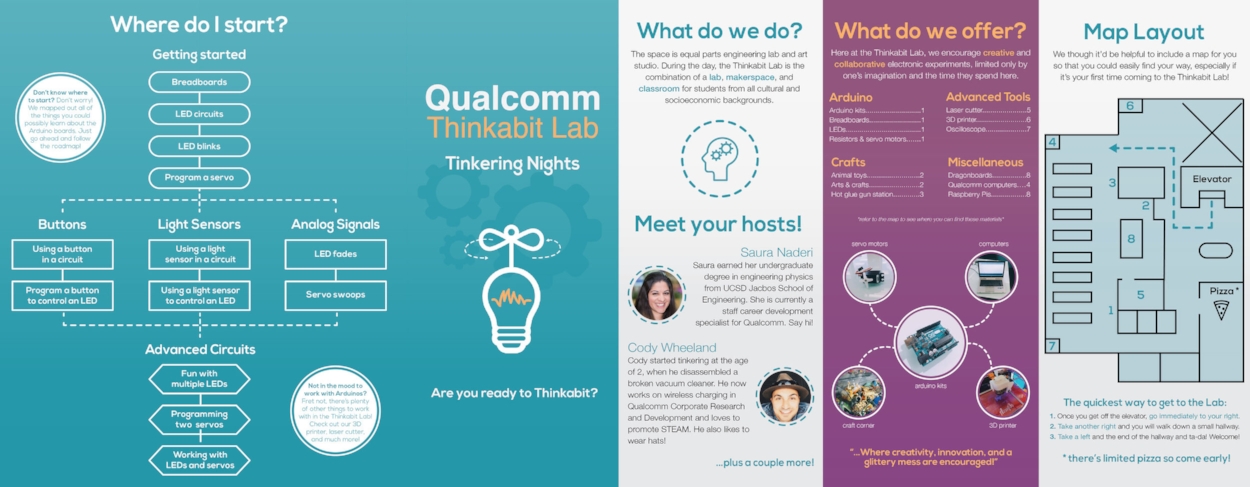 Where do I start?
Getting started
Don't know where
to start? Don't worry!
We mapped out all of
the things you could
possibly learn about the
Arduino boards. Just
go ahead and follow
the roadmap!
Breadboards
LED circuits
LED blinks
Program a servo
Buttons
Using a button
in a circuit
Program a button
to control an LED
Light Sensors
Using a light
sensor in a circuit
Using a light sensor
to control an LED
Analog Signals
LED fades
Servo swoops
Advanced Circuits
Fun with
multiple LEDs
Programming
two servos
Working with
LEDs and servos
Not in the mood to
work with Arduinos?
Fret not, there's plenty
of other things to work
with in the Thinkabit Lab!
Check out our 3D
printer, laser cutter,
and much more!
Qualcomm
Thinkabit Lab
Tinkering Nights
Are you ready to Thinkabit?
What do we do?
The space is equal parts engineering lab and art
studio. During the day, the Thinkabit Lab is the
combination of a lab, makerspace, and
classroom for students from all cultural and
socioeconomic backgrounds.
Meet your hosts!
Saura Naderi
Saura earned her undergraduate
degree in engineering physics
from UCSD Jacbos School of
Engineering. She is currently a
staff career development
specialist for Qualcomm. Say hi!
Cody Wheeland
Cody started tinkering at the age
of 2, when he disassembled a
broken vacuum cleaner. He now
works on wireless charging in
Qualcomm Corporate Research
and Development and loves to
promote STEAM. He also likes to
wear hats!
...plus a couple more!
What do we offer?
Here at the Thinkabit Lab, we encourage creative and
collaborative electronic experiments, limited only by
one's imagination and the time they spend here.
Arduino
Arduino kits.......................1
Breadboards.....................1
LEDs................................1
Resistors & servo motors.......1
Advanced Tools
Laser cutter......................5
3D printer.........................6
Oscilloscope.....................7
Crafts
Animal toys.......................2
Arts & crafts......................2
Hot glue gun station...........3
Miscellaneous
Dragonboards...................8
Qualcomm computers....4
Raspberry Pis...................8
*refer to the map to see where you can find these materials*
servo motors
computers
arduino kits
craft corner
3D printer
"...Where creativity, innovation, and a
glittery mess are encouraged!"
Map Layout
We though it'd be helpful to include a map for you
so that you could easily find your way, especially if
it's your first time coming to the Thinkabit Lab!
6
4
3
Elevator
2
8
5
Pizza*
1
7
The quickest way to get to the Lab:
1. Once you get off the elevator, go immediately to your right.
2. Take another right and you will walk down a small hallway.
3. Take a left and the end of the hallway and ta-da! Welcome!
* there's limited pizza so come early!